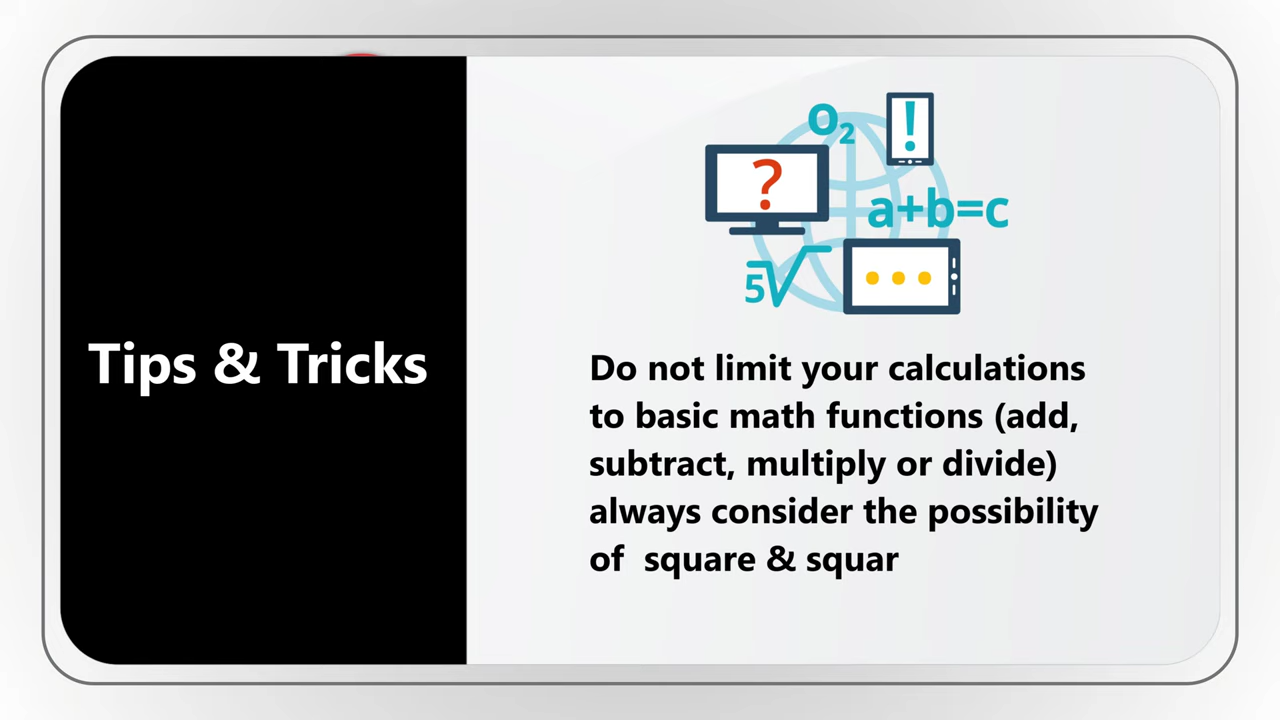 Tips & Tricks
O2
!
?
a+b=c
5√
Do not limit your calculations
to basic math functions (add,
subtract, multiply or divide)
always consider the possibility
of  square & squar